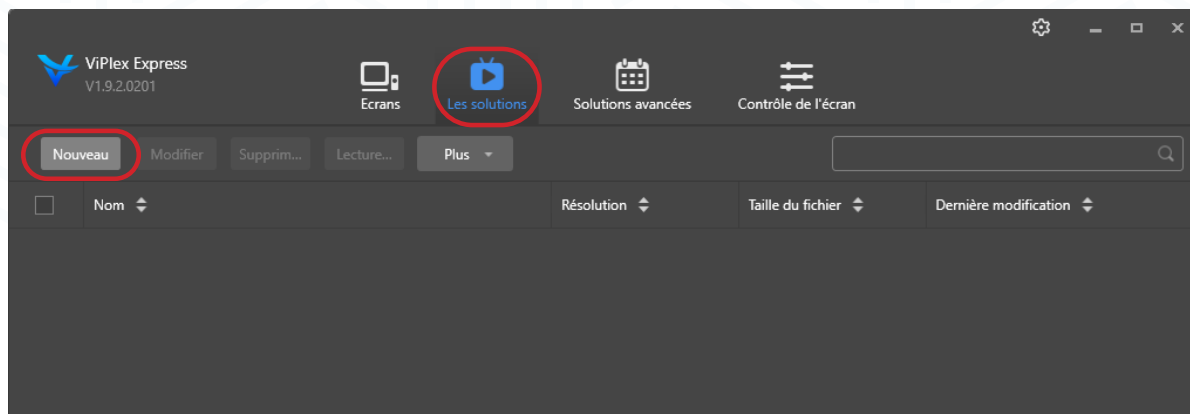 ViPlex Express
V1.9.2.0201
Ecrans
Les solutions
Solutions avancées
Contrôle de l'écran
Nouveau
Modifier
Supprim...
Lecture...
Plus
Nom
Résolution
Taille du fichier
Dernière modification